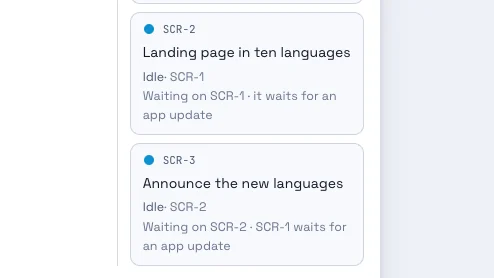 SCR-2
Landing page in ten languages
Idle· SCR-1
Waiting on SCR-1 · it waits for an
app update
SCR-3
Announce the new languages
Idle· SCR-2
Waiting on SCR-2 · SCR-1 waits for
an app update